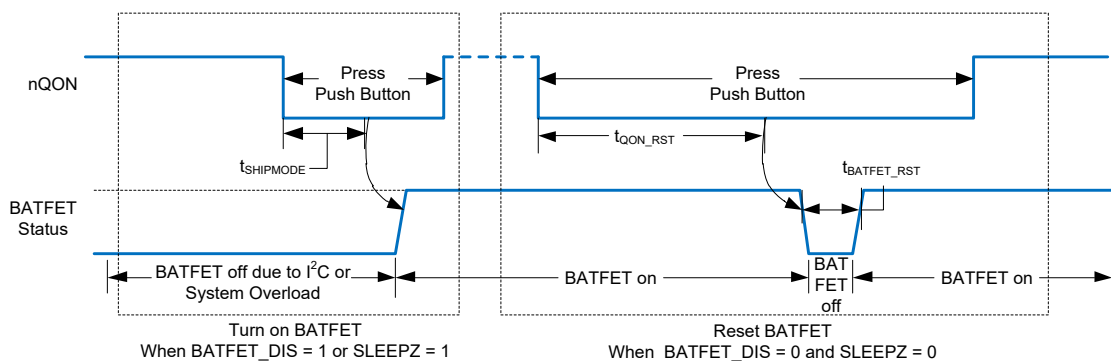 nQON
Press
Push Button
Press
Push Button
tSHIPMODE
tQON_RST
tBATFET_RST
BATFET
Status
BATFET off due to I2C or
System Overload
BATFET on
BAT
FET
off
BATFET on
Turn on BATFET
When BATFET_DIS = 1 or SLEEPZ = 1
Reset BATFET
When BATFET_DIS = 0 and SLEEPZ = 0